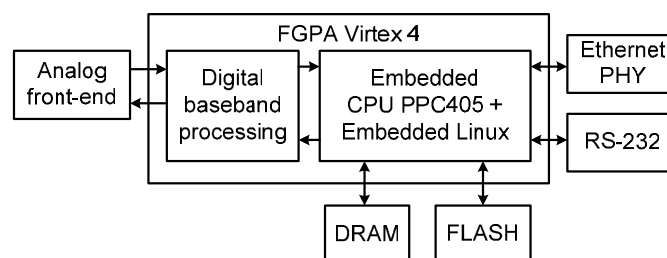 FGPA Virtex 4
Analog
front-end
Digital
baseband
processing
Embedded
CPU PPC405 +
Embedded Linux
Ethernet
PHY
RS-232
DRAM
FLASH